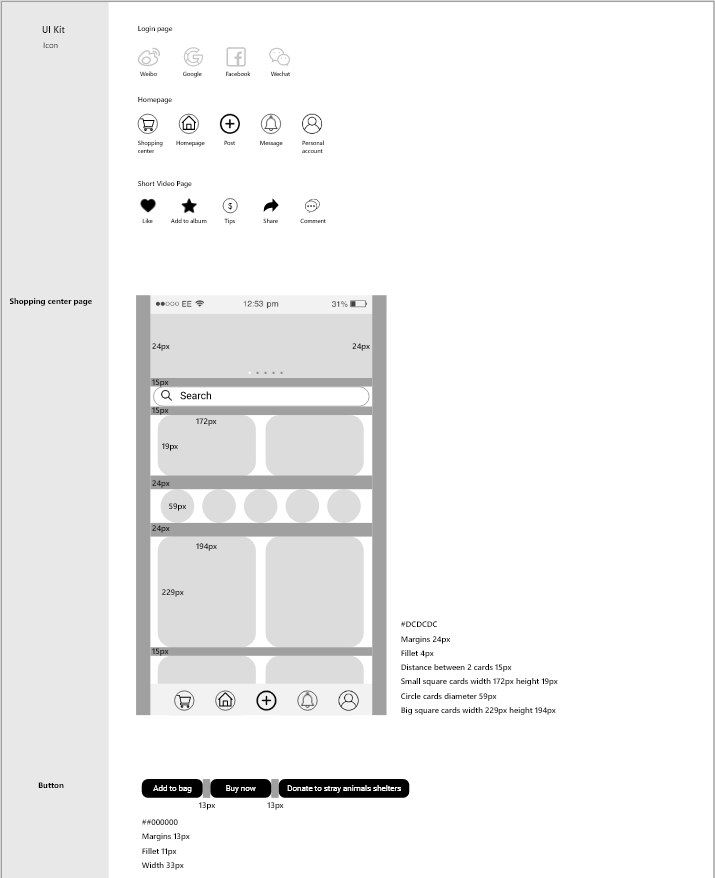 UI Kit
Icon
Login page
Weibo
Google
Facebook
Wechat
Homepage
Shopping
center
Homepage
Post
Message
Personal
account
Short Video Page
Like
Add to album
Tips
Share
Comment
Shopping center page
EE
12:53 pm
31%
24px
24px
15px
Search
15px
172px
19px
24px
59px
24px
194px
229px
15px
#DCDCDC
Margins 24px
Fillet 4px
Distance between 2 cards 15px
Small square cards width 172px height 19px
Circle cards diameter 59px
Big square cards width 229px height 194px
Button
Add to bag
Buy now
Donate to stray animals shelters
13px
13px
##000000
Margins 13px
Fillet 11px
Width 33px